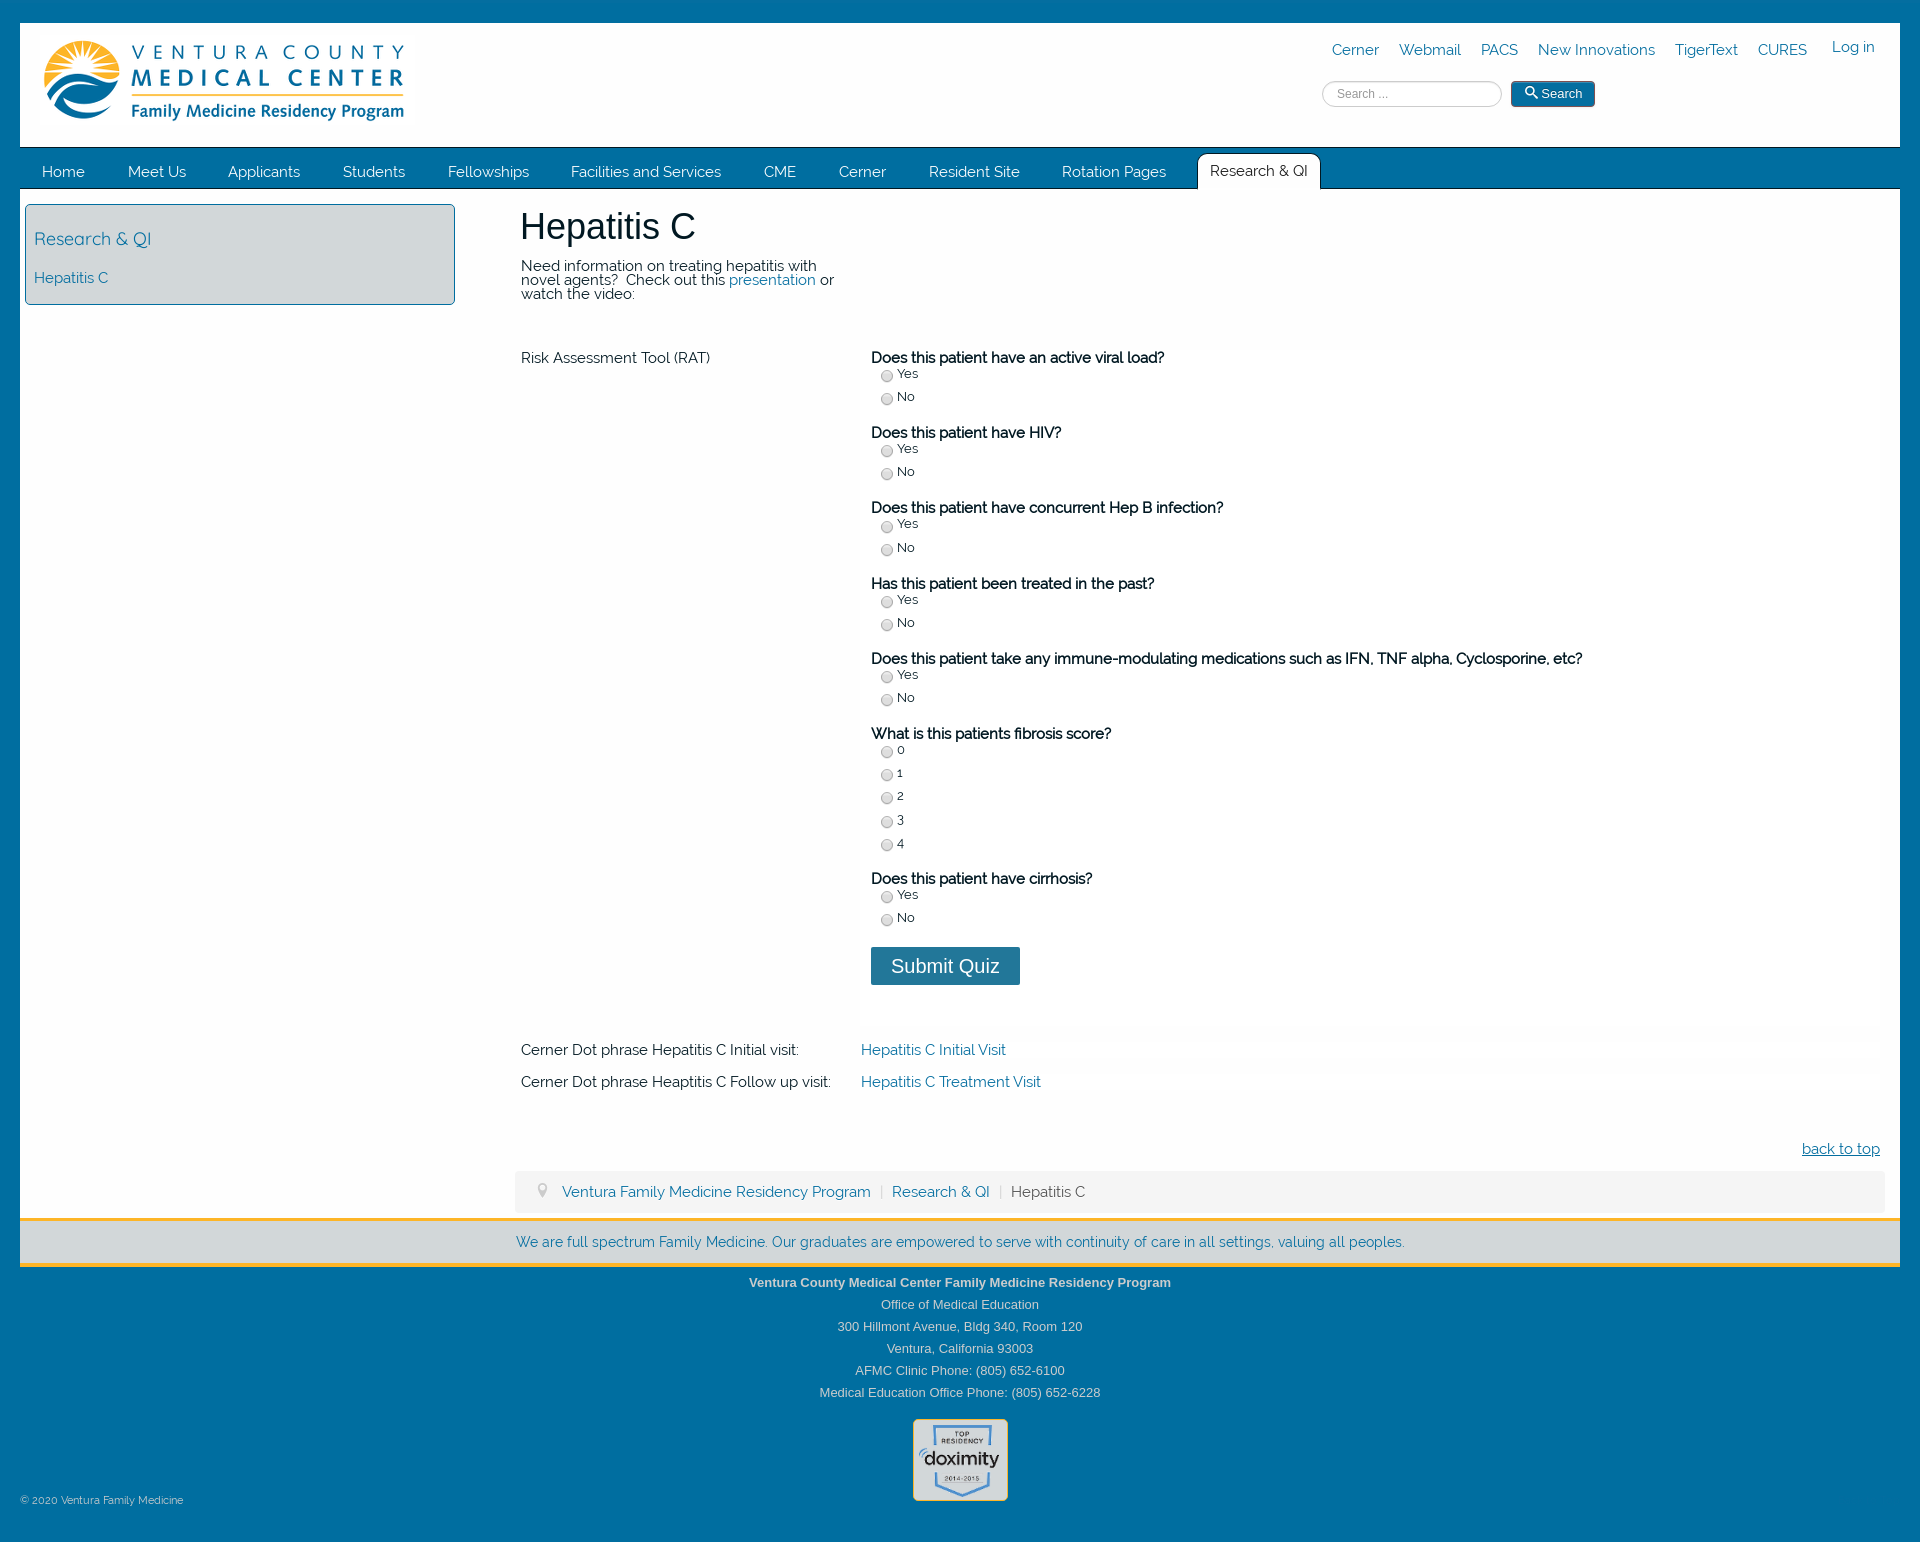 VENTURA COUNTY
MEDICAL CENTER
Family Medicine Residency Program
Cerner Webmail PACS New Innovations TigerText CURES Log in
Search ... Search
Home Meet Us Applicants Students Fellowships Facilities and Services CME Cerner Resident Site Rotation Pages Research & QI
Research & QI
Hepatitis C
Hepatitis C
Need information on treating hepatitis with
novel agents?  Check out this presentation or
watch the video:
Risk Assessment Tool (RAT)
Does this patient have an active viral load?
Yes
No
Does this patient have HIV?
Yes
No
Does this patient have concurrent Hep B infection?
Yes
No
Has this patient been treated in the past?
Yes
No
Does this patient take any immune-modulating medications such as IFN, TNF alpha, Cyclosporine, etc?
Yes
No
What is this patients fibrosis score?
0
1
2
3
4
Does this patient have cirrhosis?
Yes
No
Submit Quiz
Cerner Dot phrase Hepatitis C Initial visit: Hepatitis C Initial Visit
Cerner Dot phrase Heaptitis C Follow up visit: Hepatitis C Treatment Visit
back to top
Ventura Family Medicine Residency Program | Research & QI | Hepatitis C
We are full spectrum Family Medicine. Our graduates are empowered to serve with continuity of care in all settings, valuing all peoples.
Ventura County Medical Center Family Medicine Residency Program
Office of Medical Education
300 Hillmont Avenue, Bldg 340, Room 120
Ventura, California 93003
AFMC Clinic Phone: (805) 652-6100
Medical Education Office Phone: (805) 652-6228
TOP
RESIDENCY
doximity
2014-2015
© 2020 Ventura Family Medicine